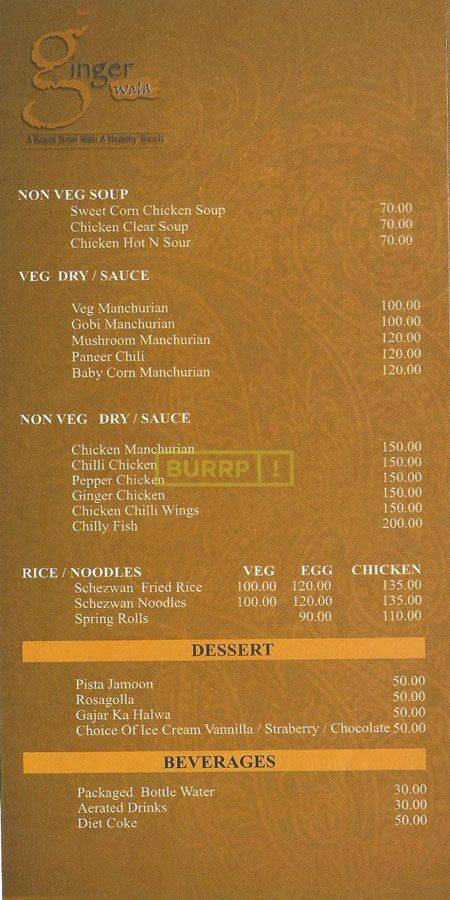 ginger
wala
A Royal Treat With A Healthy Touch
NON VEG SOUP
Sweet Corn Chicken Soup 70.00
Chicken Clear Soup 70.00
Chicken Hot N Sour 70.00
VEG DRY / SAUCE
Veg Manchurian 100.00
Gobi Manchurian 100.00
Mushroom Manchurian 120.00
Paneer Chili 120.00
Baby Corn Manchurian 120.00
NON VEG DRY / SAUCE
Chicken Manchurian 150.00
Chilli Chicken 150.00
BURRP !
Pepper Chicken 150.00
Ginger Chicken 150.00
Chicken Chilli Wings 150.00
Chilly Fish 200.00
RICE / NOODLES VEG EGG CHICKEN
Schezwan Fried Rice 100.00 120.00 135.00
Schezwan Noodles 100.00 120.00 135.00
Spring Rolls 90.00 110.00
DESSERT
Pista Jamoon 50.00
Rosagolla 50.00
Gajar Ka Halwa 50.00
Choice Of Ice Cream Vannilla / Straberry / Chocolate 50.00
BEVERAGES
Packaged Bottle Water 30.00
Aerated Drinks 30.00
Diet Coke 50.00